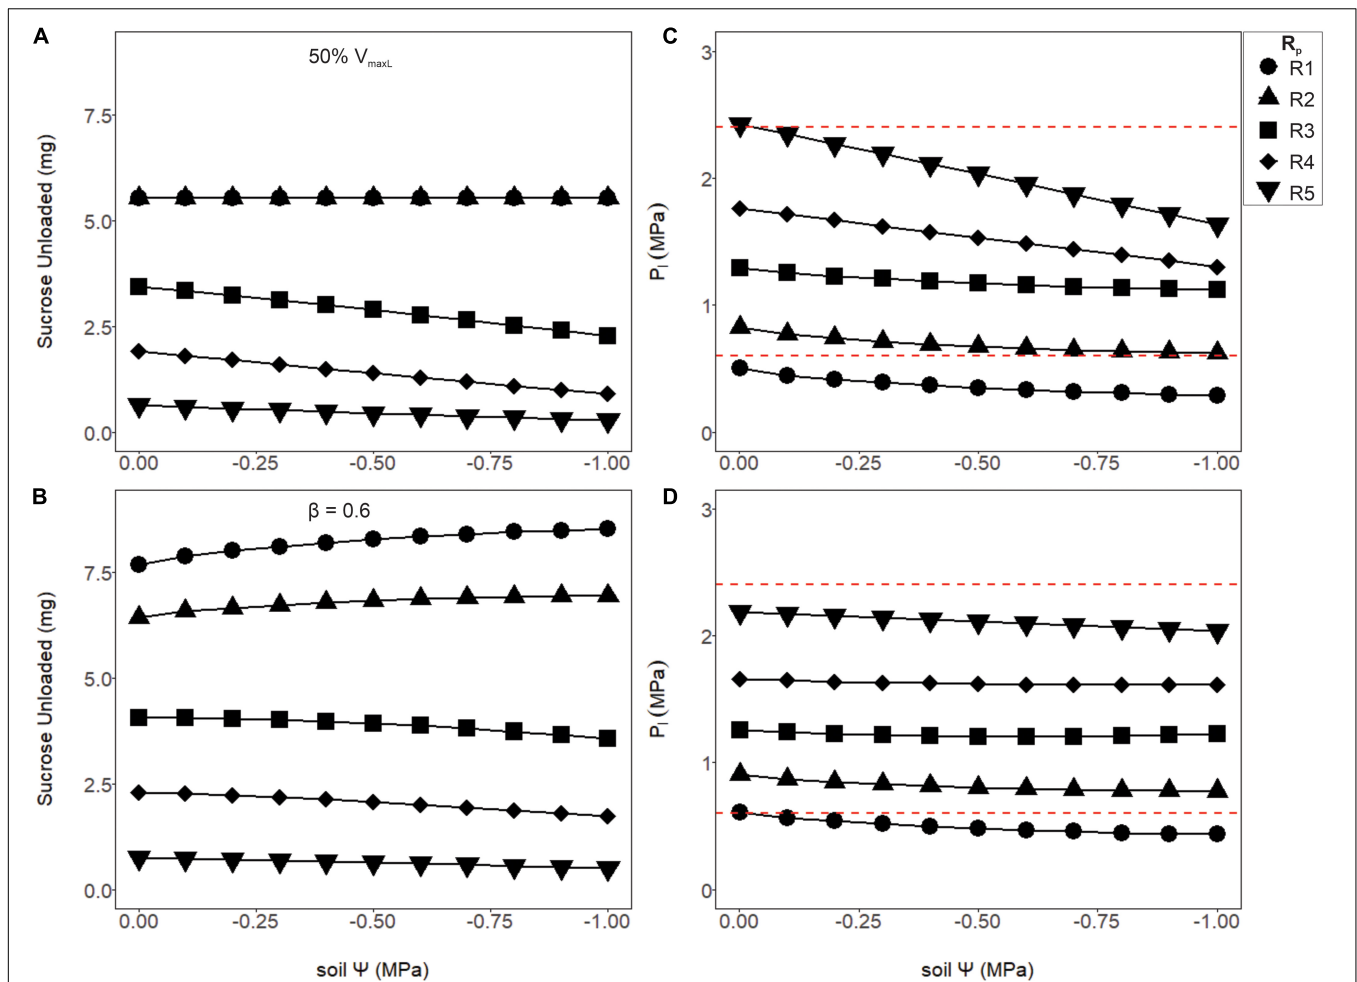 A
50% VmaxL
Sucrose Unloaded (mg)
7.5
5.0
2.5
0.0
0.00 -0.25 -0.50 -0.75 -1.00
C
Pl (MPa)
3
2
1
0
0.00 -0.25 -0.50 -0.75 -1.00
Rp
R1
R2
R3
R4
R5
B
β = 0.6
Sucrose Unloaded (mg)
7.5
5.0
2.5
0.0
0.00 -0.25 -0.50 -0.75 -1.00
soil Ψ (MPa)
D
Pl (MPa)
3
2
1
0
0.00 -0.25 -0.50 -0.75 -1.00
soil Ψ (MPa)